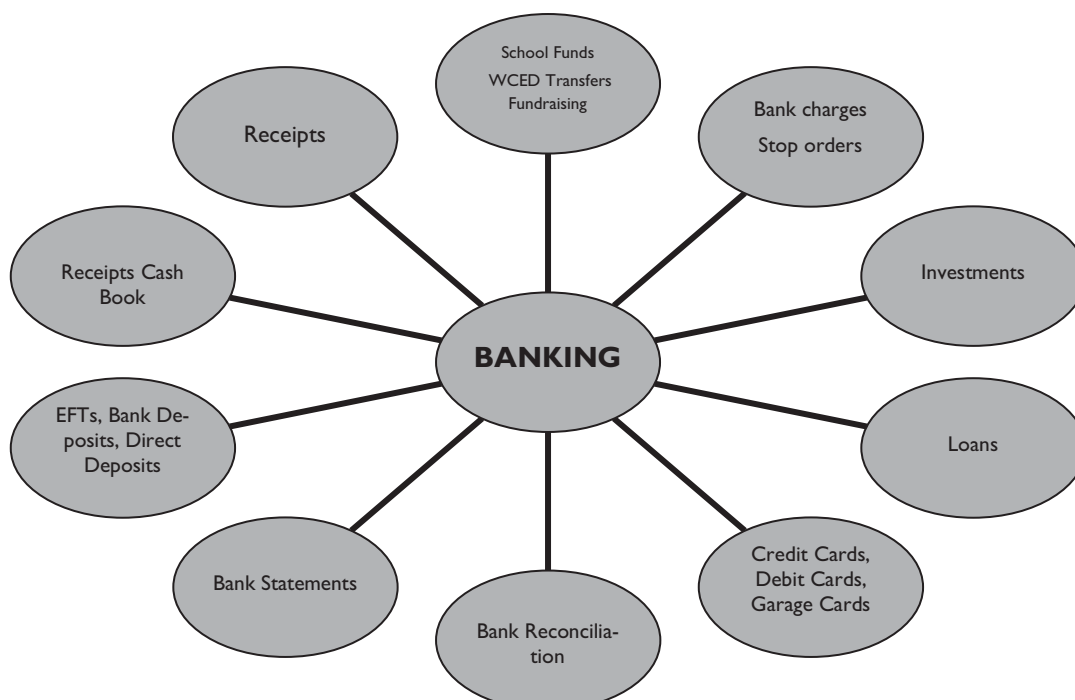 School Funds
WCED Transfers
Fundraising
Bank charges
Stop orders
Receipts
Investments
Receipts Cash
Book
BANKING
EFTs, Bank De-
posits, Direct
Deposits
Loans
Bank Statements
Credit Cards,
Debit Cards,
Garage Cards
Bank Reconcilia-
tion